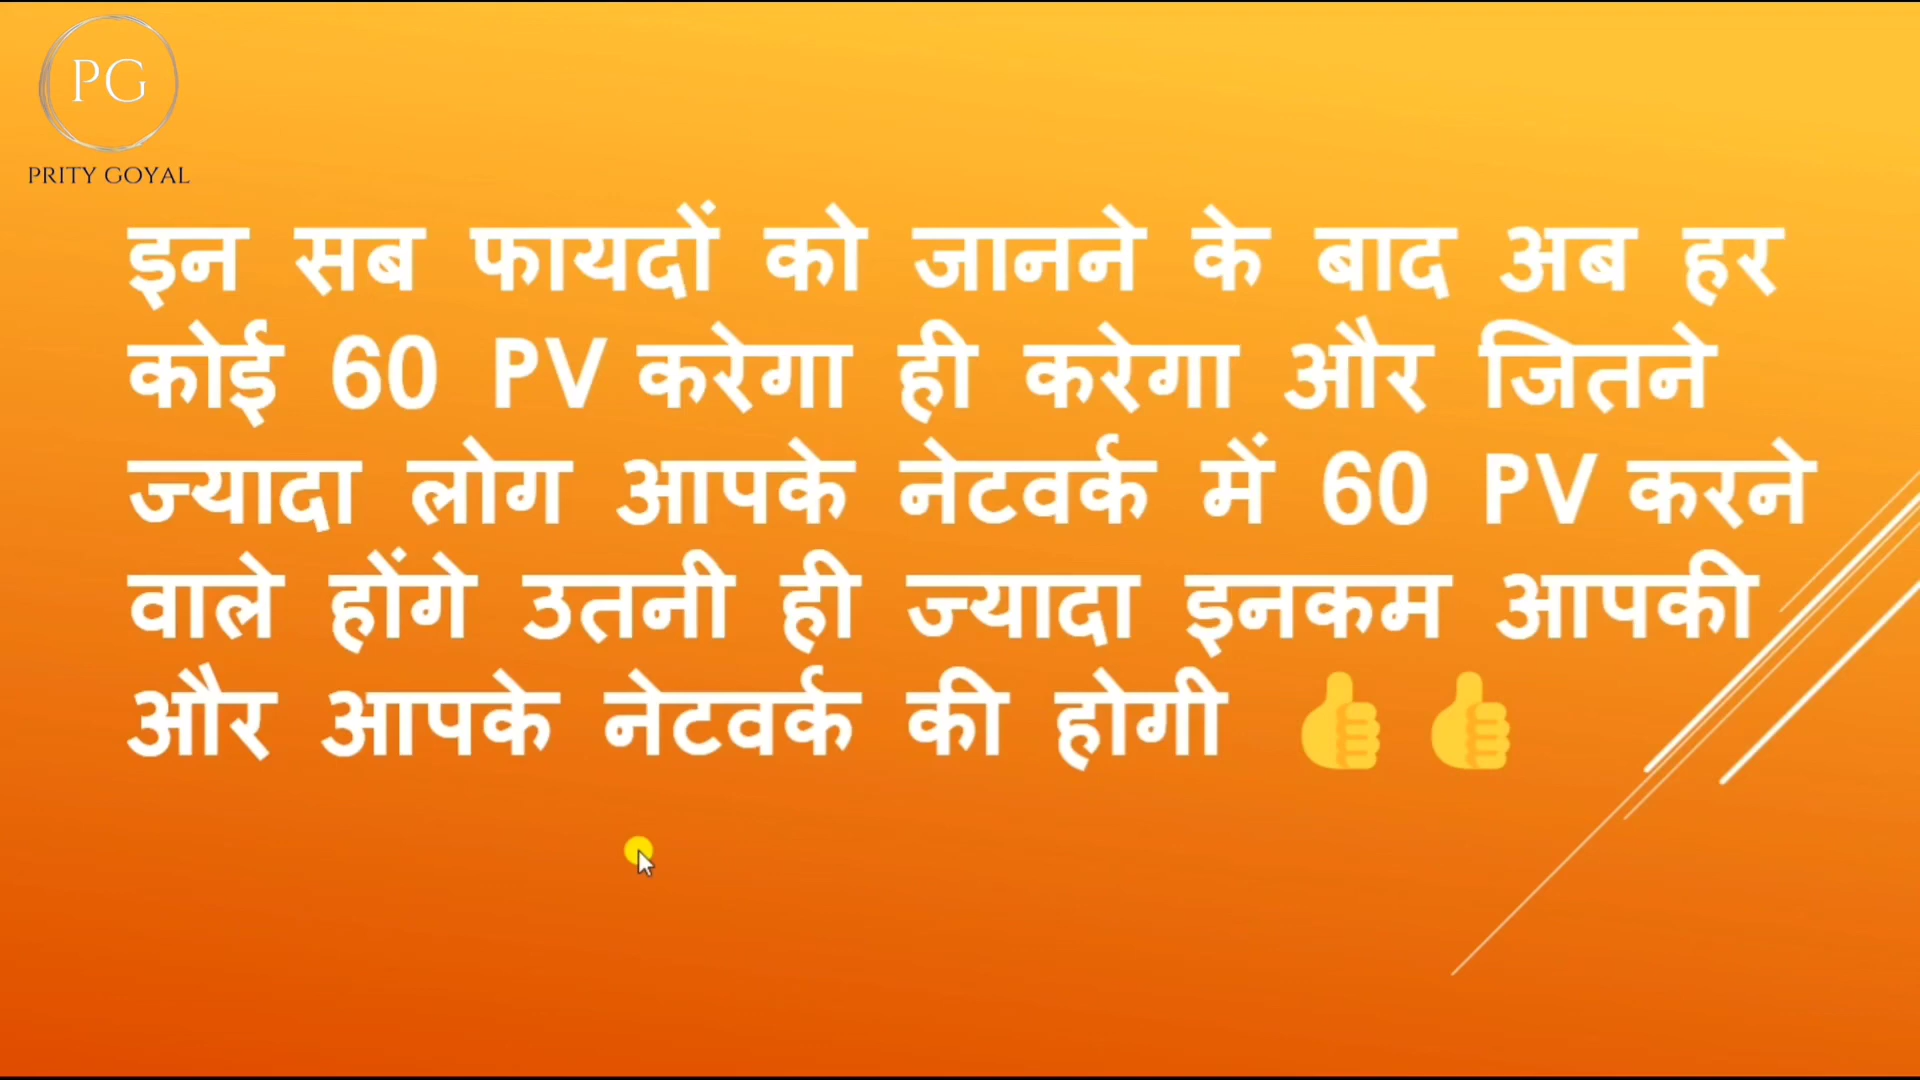 PG
PRITY GOYAL
इन सब फायदों को जानने के बाद अब हर
कोई 60 PV करेगा ही करेगा और जितने
ज्यादा लोग आपके नेटवर्क में 60 PV करने
वाले होंगे उतनी ही ज्यादा इनकम आपकी
और आपके नेटवर्क की होगी 👍 👍